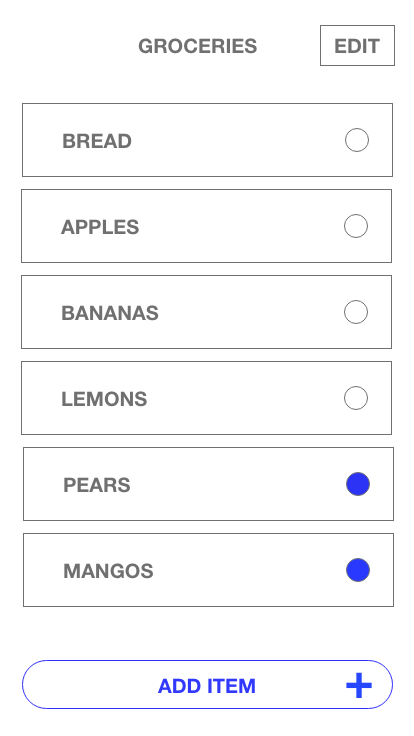 GROCERIES
EDIT
BREAD
APPLES
BANANAS
LEMONS
PEARS
MANGOS
ADD ITEM +